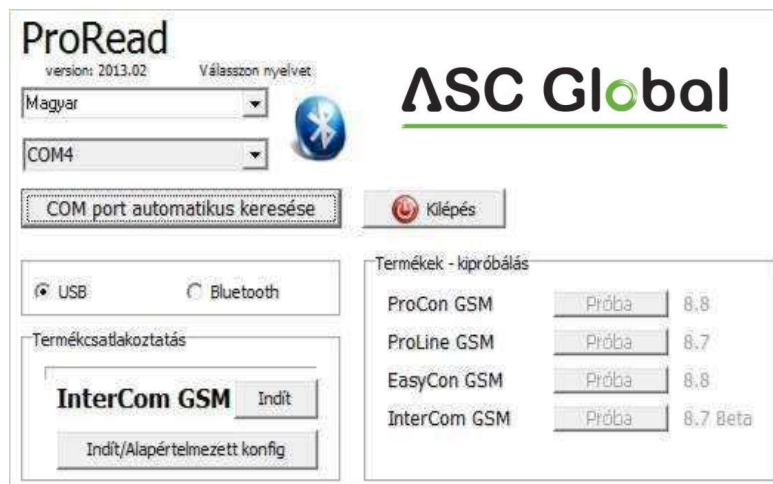 ProRead
version: 2013.02 Válasszon nyelvet
Magyar
COM4
ASC Global
COM port automatikus keresése
Kilépés
USB Bluetooth
Termékcsatlakoztatás
InterCom GSM Indít
Indít/Alapértelmezett konfig
Termékek - kipróbálás
ProCon GSM Próba 8.8
ProLine GSM Próba 8.7
EasyCon GSM Próba 8.8
InterCom GSM Próba 8.7 Beta